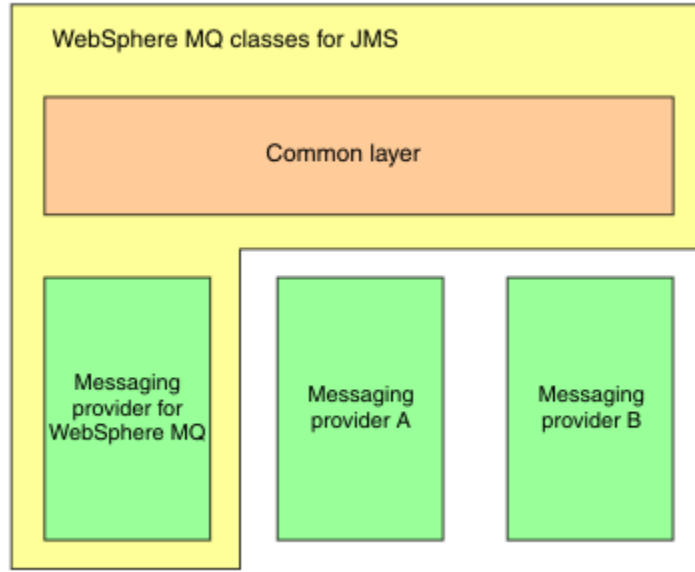 WebSphere MQ classes for JMS
Common layer
Messaging
provider for
WebSphere MQ
Messaging
provider A
Messaging
provider B